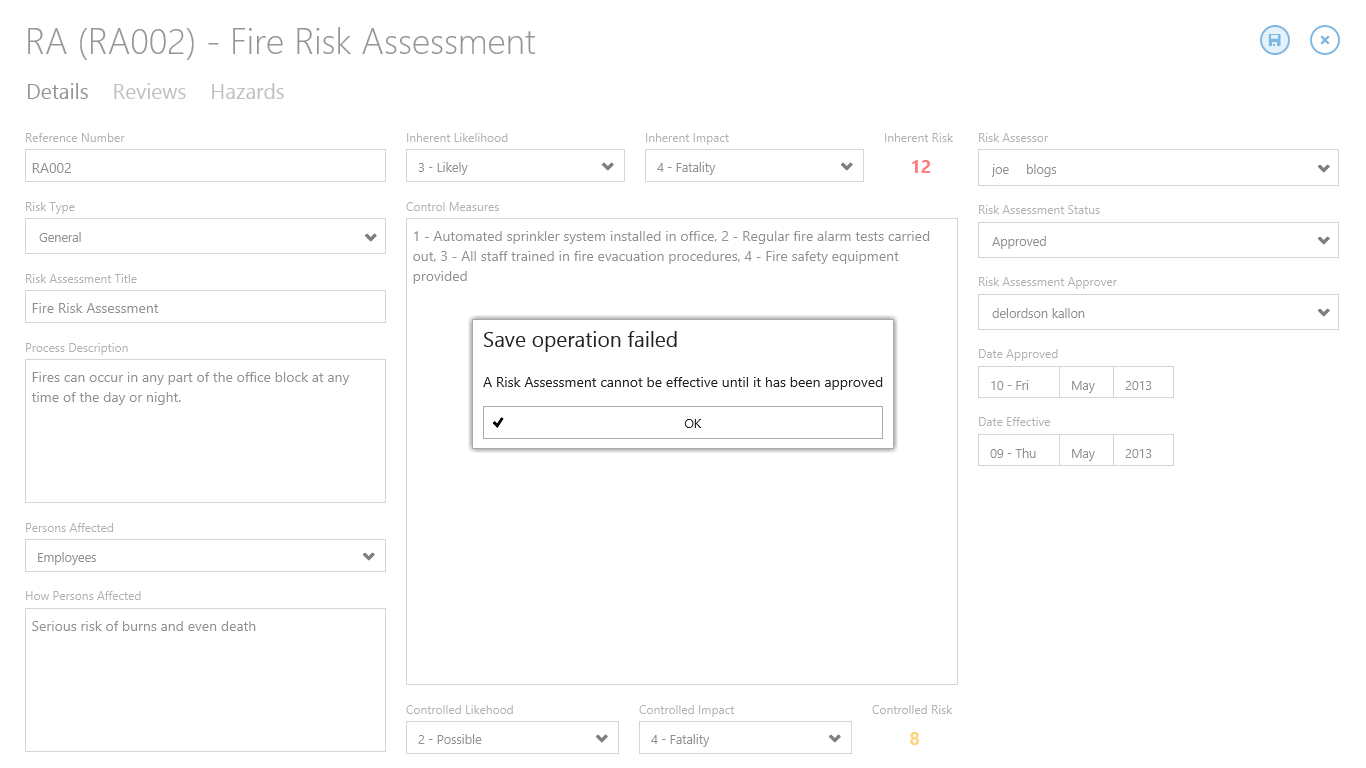 RA (RA002) - Fire Risk Assessment
Details Reviews Hazards
Reference Number
RA002
Risk Type
General
Risk Assessment Title
Fire Risk Assessment
Process Description
Fires can occur in any part of the office block at any
time of the day or night.
Persons Affected
Employees
How Persons Affected
Serious risk of burns and even death
Inherent Likelihood
3 - Likely
Inherent Impact
4 - Fatality
Inherent Risk
12
Control Measures
1 - Automated sprinkler system installed in office, 2 - Regular fire alarm tests carried
out, 3 - All staff trained in fire evacuation procedures, 4 - Fire safety equipment
provided
Save operation failed
A Risk Assessment cannot be effective until it has been approved
OK
Controlled Likehood
2 - Possible
Controlled Impact
4 - Fatality
Controlled Risk
8
Risk Assessor
joe blogs
Risk Assessment Status
Approved
Risk Assessment Approver
delordson kallon
Date Approved
10 - Fri May 2013
Date Effective
09 - Thu May 2013